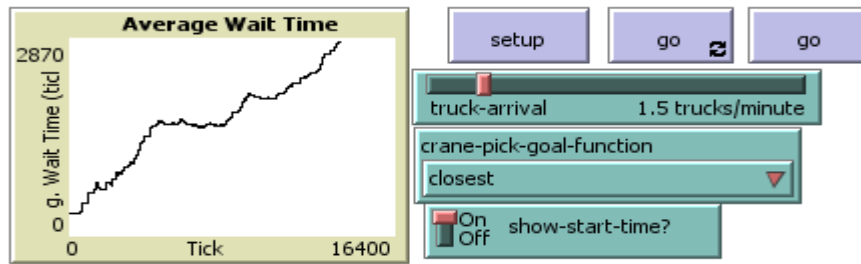 Average Wait Time
2870
g. Wait Time (ticl
0
0
Tick
16400
setup
go
go
truck-arrival
1.5 trucks/minute
crane-pick-goal-function
closest
On
Off
show-start-time?